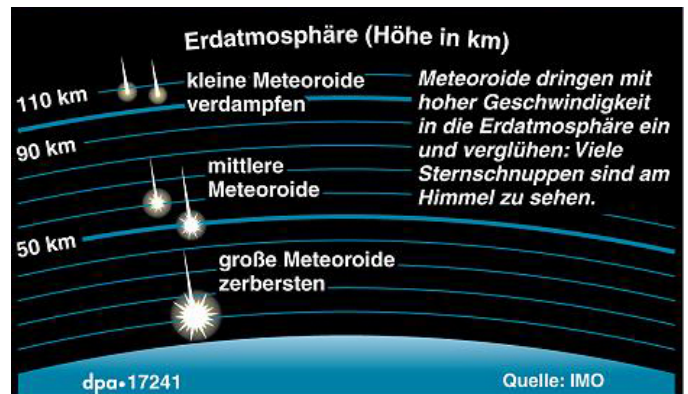 Erdatmosphäre (Höhe in km)
110 km
kleine Meteoroide
verdampfen
Meteoroide dringen mit
hoher Geschwindigkeit
in die Erdatmosphäre ein
und verglühen: Viele
Sternschnuppen sind am
Himmel zu sehen.
90 km
mittlere
Meteoroide
50 km
große Meteoroide
zerbersten
dpa•17241
Quelle: IMO